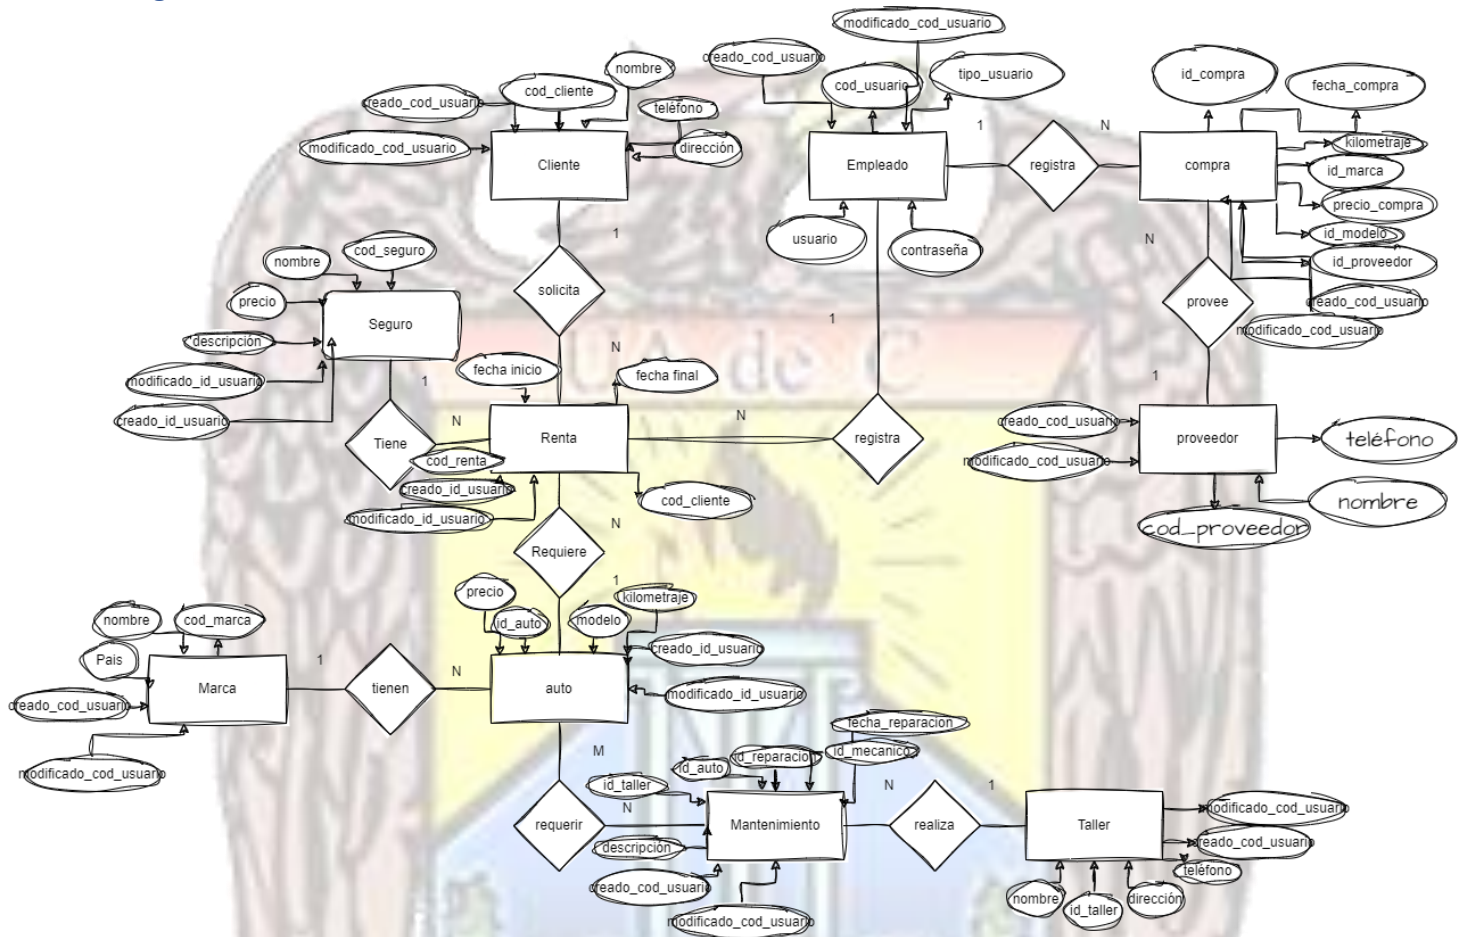 modificado_cod_usuario
creado_cod_usuario
cod_usuario
tipo_usuario
id_compra
fecha_compra
nombre
cod_cliente
creado_cod_usuario
teléfono
modificado_cod_usuario
dirección
Cliente
Empleado
1
registra
N
compra
kilometraje
id_marca
precio_compra
id_modelo
id_proveedor
creado_cod_usuario
modificado_cod_usuario
usuario
contraseña
1
N
nombre
cod_seguro
precio
Seguro
descripción
modificado_id_usuario
creado_id_usuario
solicita
provee
1
UA de C
N
1
1
fecha inicio
fecha final
Tiene
N
Renta
N
registra
creado_cod_usuario
modificado_cod_usuario
proveedor
teléfono
nombre
cod_proveedor
cod_renta
creado_id_usuario
modificado_id_usuario
cod_cliente
N
Requiere
1
precio
id_auto
modelo
kilometraje
creado_id_usuario
modificado_id_usuario
nombre
cod_marca
Pais
creado_cod_usuario
modificado_cod_usuario
Marca
1
tienen
N
auto
M
fecha_reparacion
id_mecanico
id_reparacion
id_auto
id_taller
N
requerir
Mantenimiento
N
realiza
1
Taller
modificado_cod_usuario
creado_cod_usuario
teléfono
descripción
creado_cod_usuario
modificado_cod_usuario
nombre
id_taller
dirección